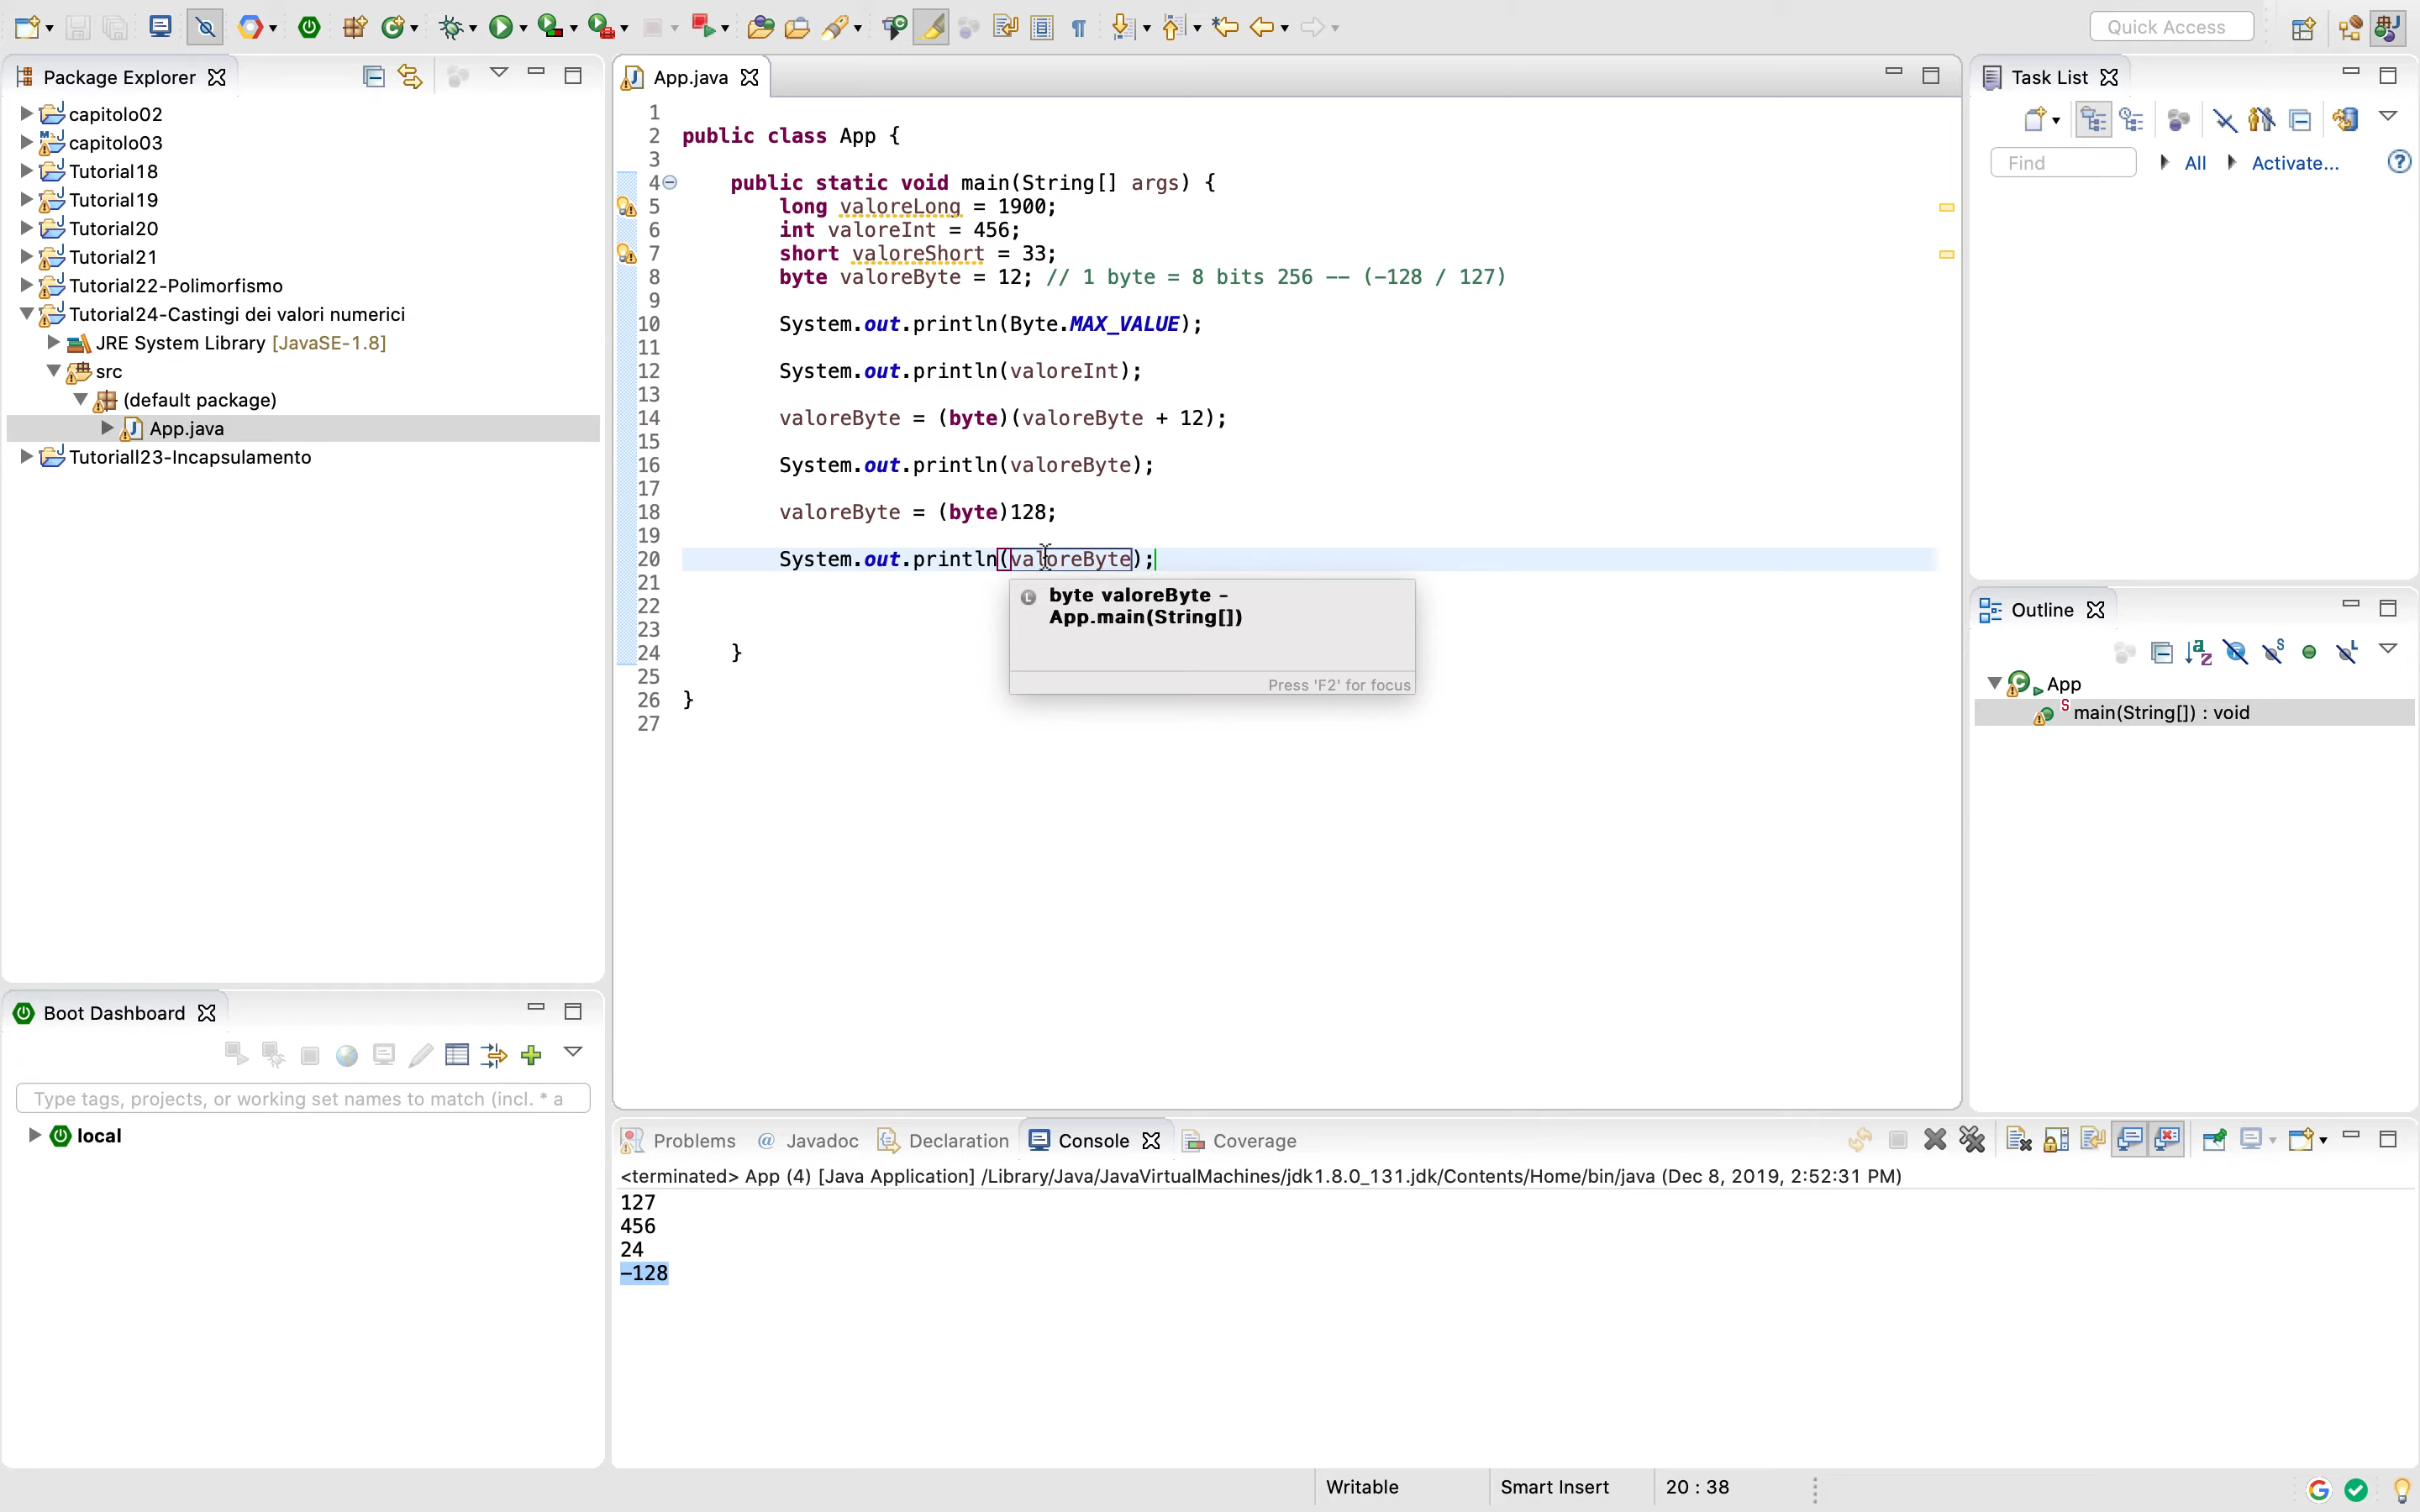 Quick Access
Package Explorer
capitolo02
capitolo03
Tutorial18
Tutorial19
Tutorial20
Tutorial21
Tutorial22-Polimorfismo
Tutorial24-Castingi dei valori numerici
JRE System Library [JavaSE-1.8]
src
(default package)
App.java
Tutoriall23-Incapsulamento
App.java
1
2 public class App {
3
4 public static void main(String[] args) {
5 long valoreLong = 1900;
6 int valoreInt = 456;
7 short valoreShort = 33;
8 byte valoreByte = 12; // 1 byte = 8 bits 256 -- (-128 / 127)
9
10 System.out.println(Byte.MAX_VALUE);
11
12 System.out.println(valoreInt);
13
14 valoreByte = (byte)(valoreByte + 12);
15
16 System.out.println(valoreByte);
17
18 valoreByte = (byte)128;
19
20 System.out.println(valoreByte);
21
22
23
24 }
25
26 }
27
byte valoreByte -
App.main(String[])
Press 'F2' for focus
Task List
Find
All
Activate...
Outline
App
main(String[]) : void
Boot Dashboard
Type tags, projects, or working set names to match (incl. * a
local
Problems
@ Javadoc
Declaration
Console
Coverage
<terminated> App (4) [Java Application] /Library/Java/JavaVirtualMachines/jdk1.8.0_131.jdk/Contents/Home/bin/java (Dec 8, 2019, 2:52:31 PM)
127
456
24
-128
Writable
Smart Insert
20 : 38